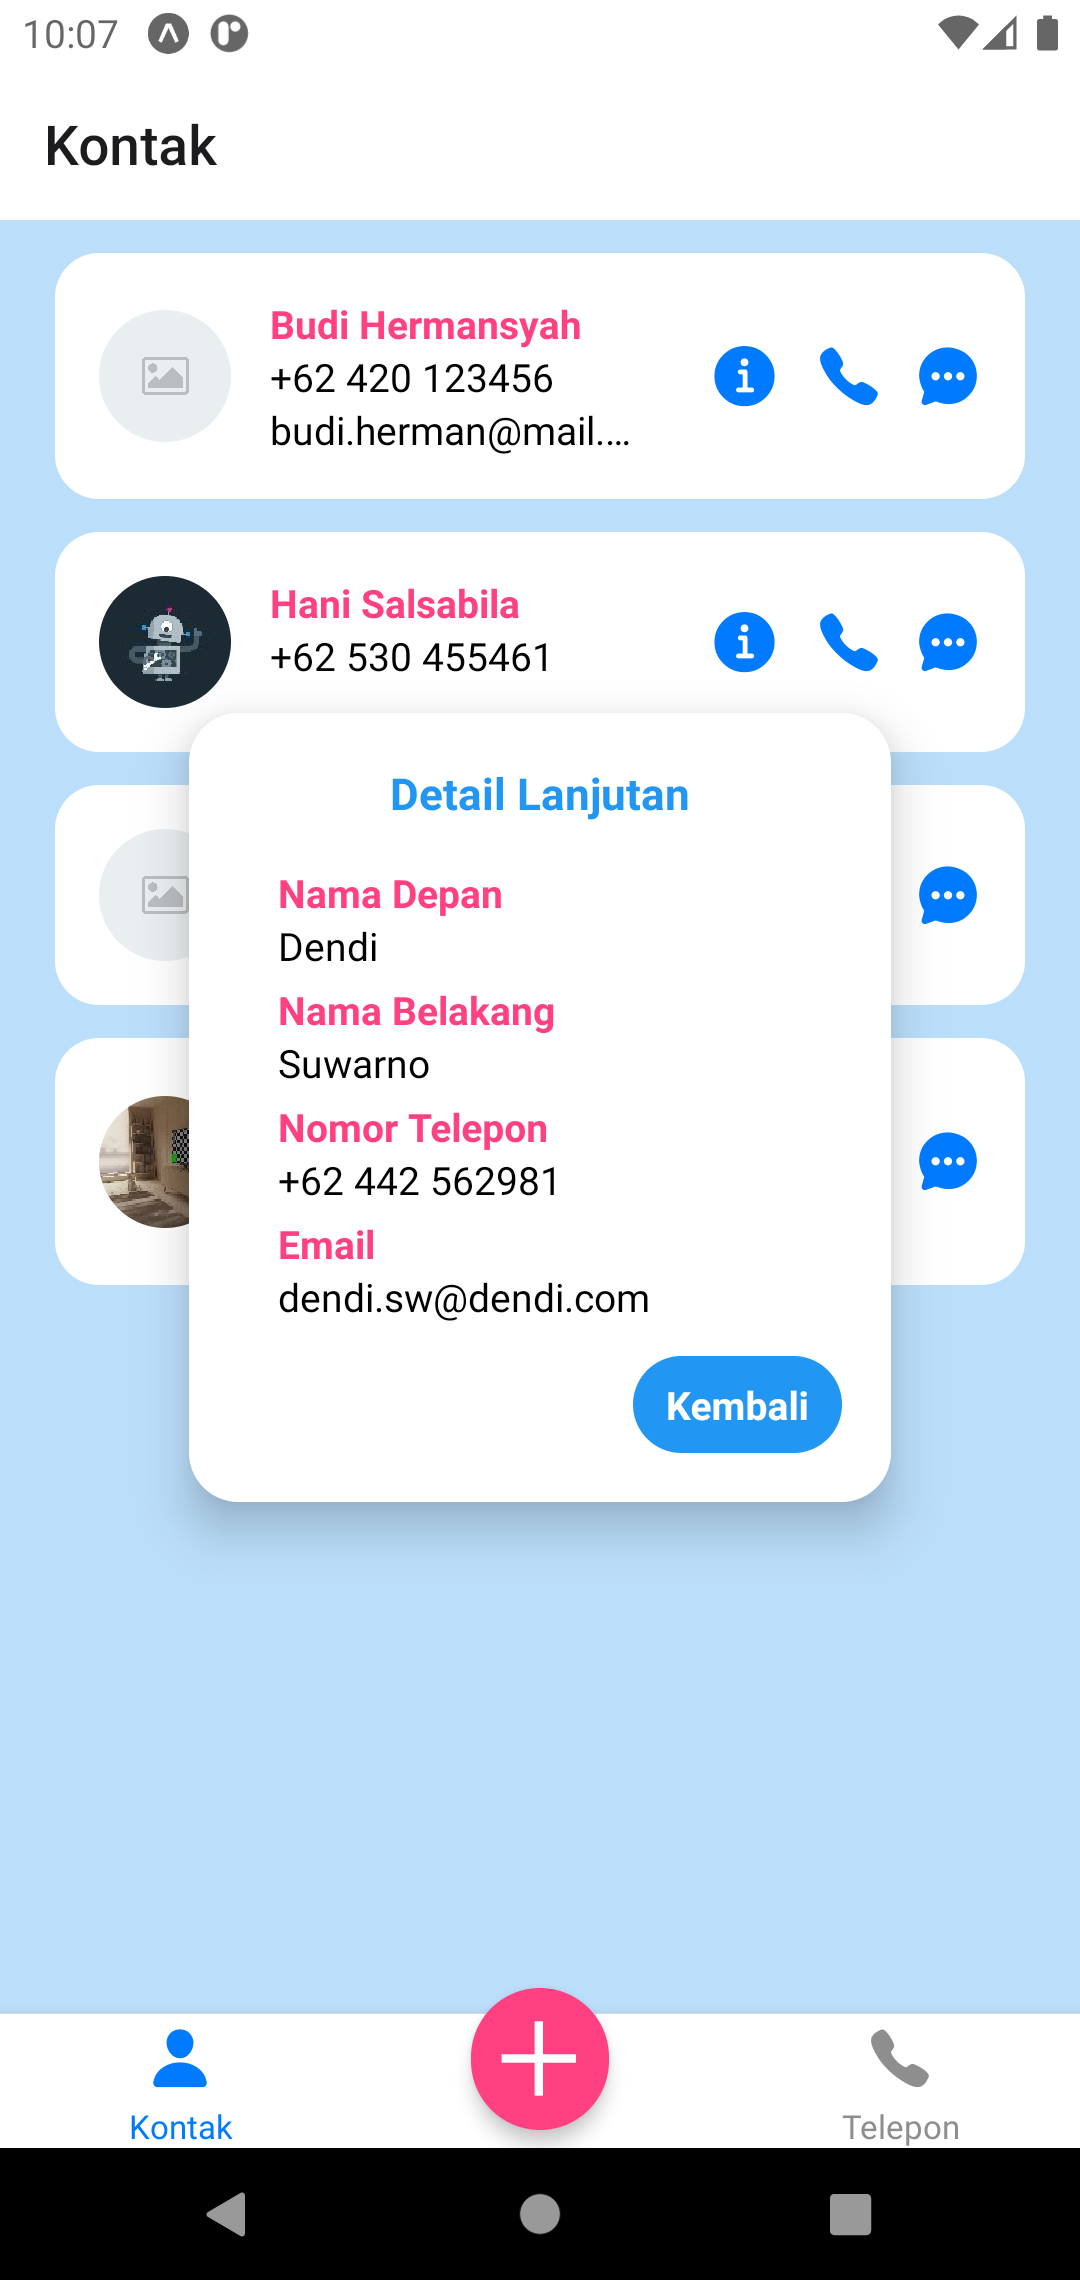 10:07
Kontak
Budi Hermansyah
+62 420 123456
budi.herman@mail....
Hani Salsabila
+62 530 455461
Detail Lanjutan
Nama Depan
Dendi
Nama Belakang
Suwarno
Nomor Telepon
+62 442 562981
Email
dendi.sw@dendi.com
Kembali
Kontak
Telepon